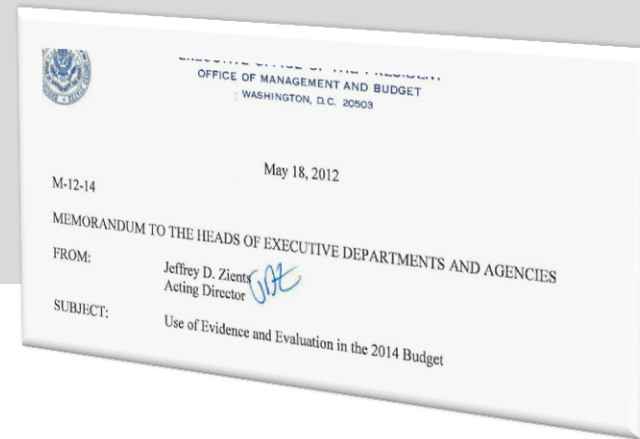 OFFICE OF MANAGEMENT AND BUDGET
WASHINGTON, D.C. 20503
May 18, 2012
M-12-14
MEMORANDUM TO THE HEADS OF EXECUTIVE DEPARTMENTS AND AGENCIES
FROM:
Jeffrey D. Zients
Acting Director
SUBJECT:
Use of Evidence and Evaluation in the 2014 Budget